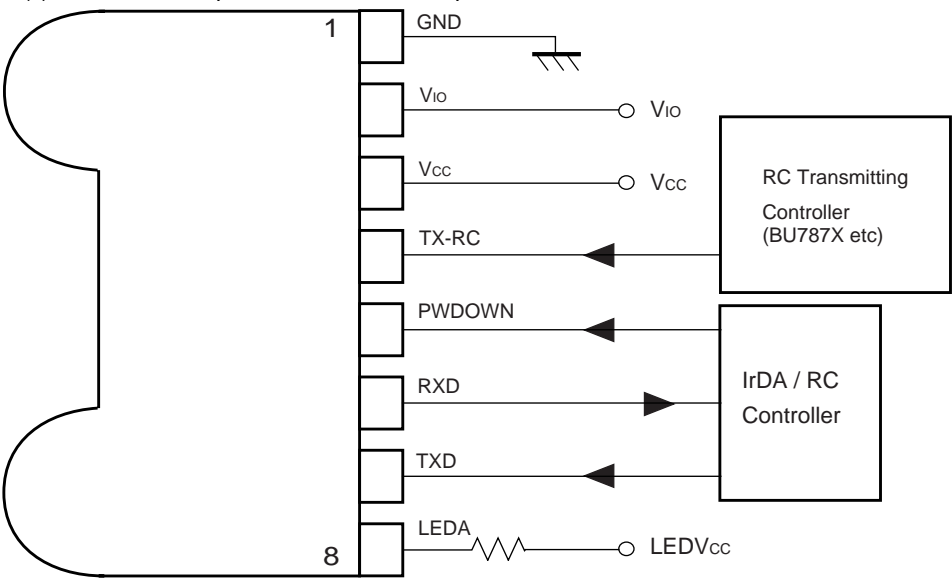 1 GND
VIO VIO
VCC VCC
TX-RC
PWDOWN
RXD
TXD
8 LEDA LEDVCC
RC Transmitting
Controller
(BU787X etc)
IrDA / RC
Controller